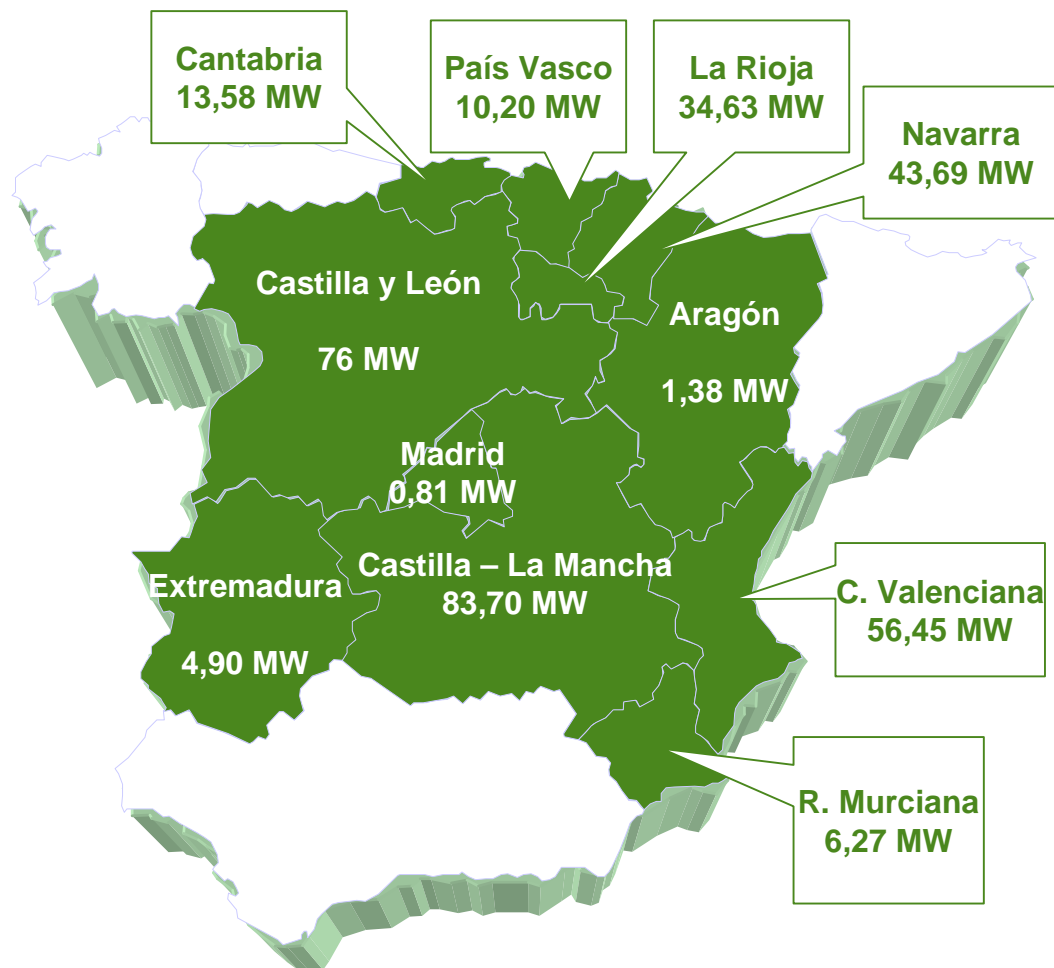 Cantabria
13,58 MW
País Vasco
10,20 MW
La Rioja
34,63 MW
Navarra
43,69 MW
Castilla y León
76 MW
Aragón
1,38 MW
Madrid
0,81 MW
Castilla – La Mancha
83,70 MW
Extremadura
4,90 MW
C. Valenciana
56,45 MW
R. Murciana
6,27 MW